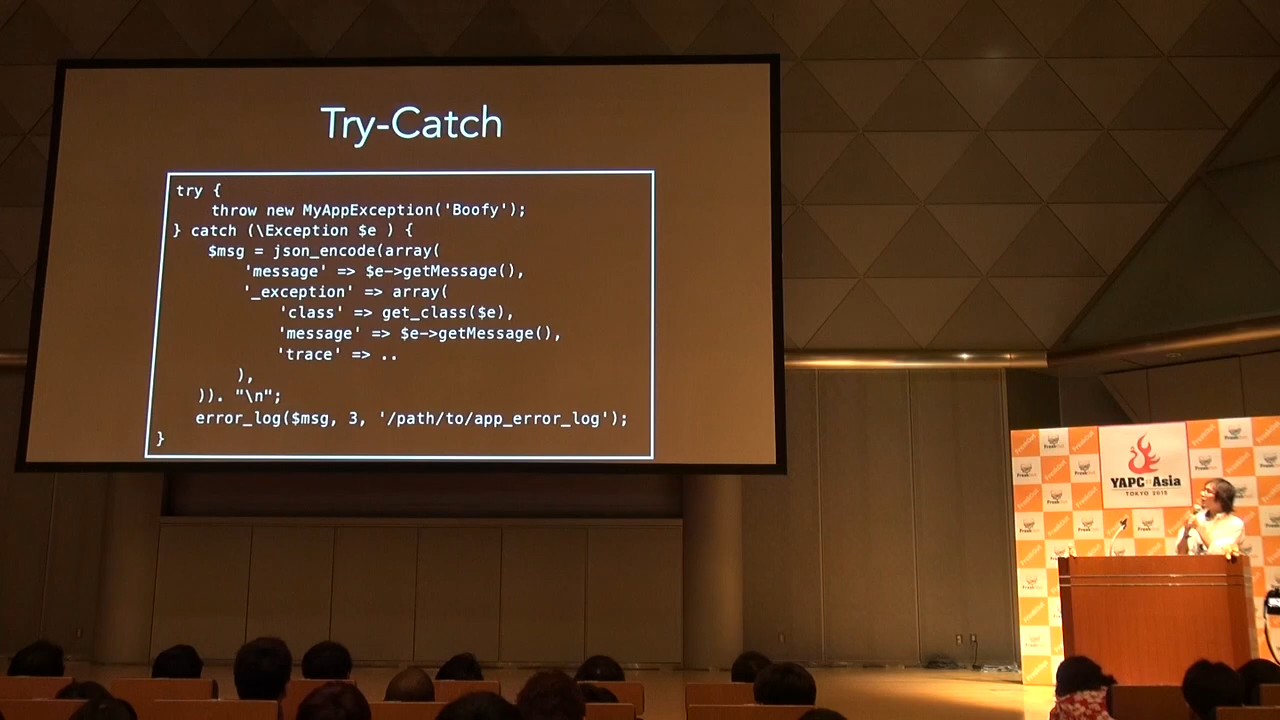 Try-Catch
try {
throw new MyAppException('Boofy');
} catch (\Exception $e ) {
$msg = json_encode(array(
'message' => $e->getMessage(),
'_exception' => array(
'class' => get_class($e),
'message' => $e->getMessage(),
'trace' => ..
),
)). "\n";
error_log($msg, 3, '/path/to/app_error_log');
}
YAPC::Asia
TOKYO 2015
FreakOut